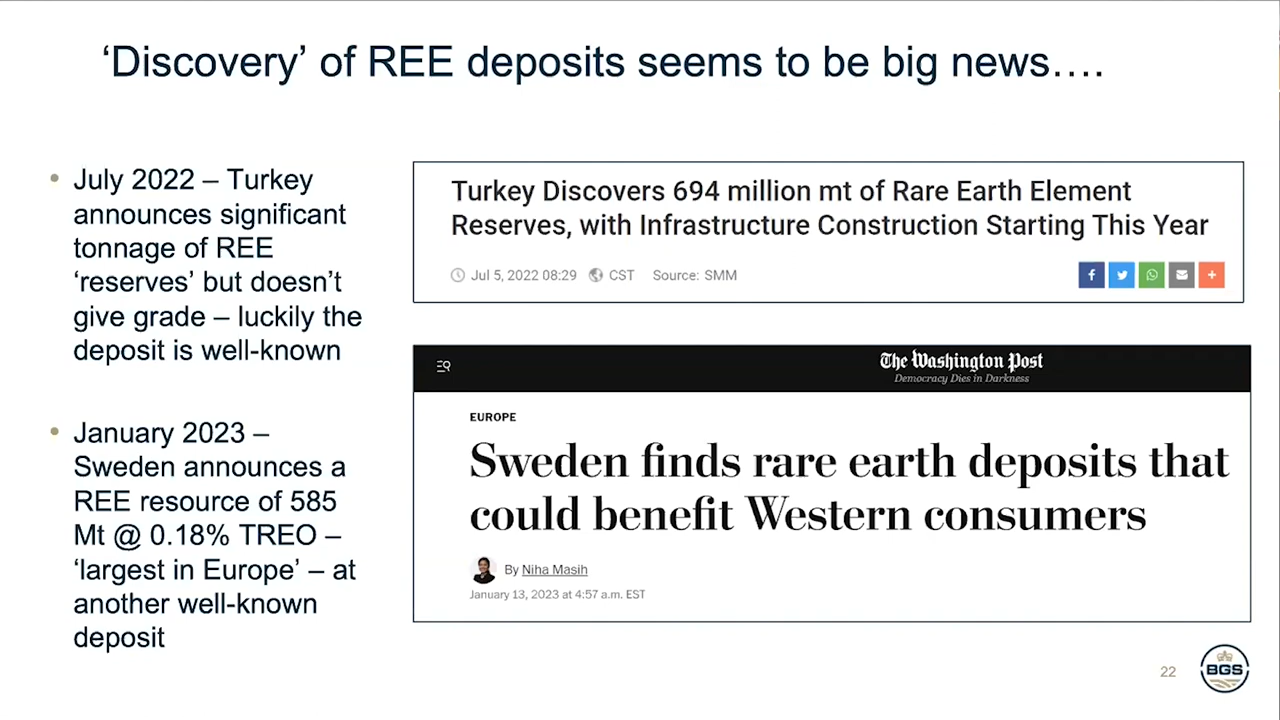 ‘Discovery’ of REE deposits seems to be big news….
• July 2022 – Turkey
announces significant
tonnage of REE
‘reserves’ but doesn’t
give grade – luckily the
deposit is well-known
• January 2023 –
Sweden announces a
REE resource of 585
Mt @ 0.18% TREO –
‘largest in Europe’ – at
another well-known
deposit
Turkey Discovers 694 million mt of Rare Earth Element
Reserves, with Infrastructure Construction Starting This Year
Jul 5, 2022 08:29 CST Source: SMM
The Washington Post
Democracy Dies in Darkness
EUROPE
Sweden finds rare earth deposits that
could benefit Western consumers
By Niha Masih
January 13, 2023 at 4:57 a.m. EST
22
BGS